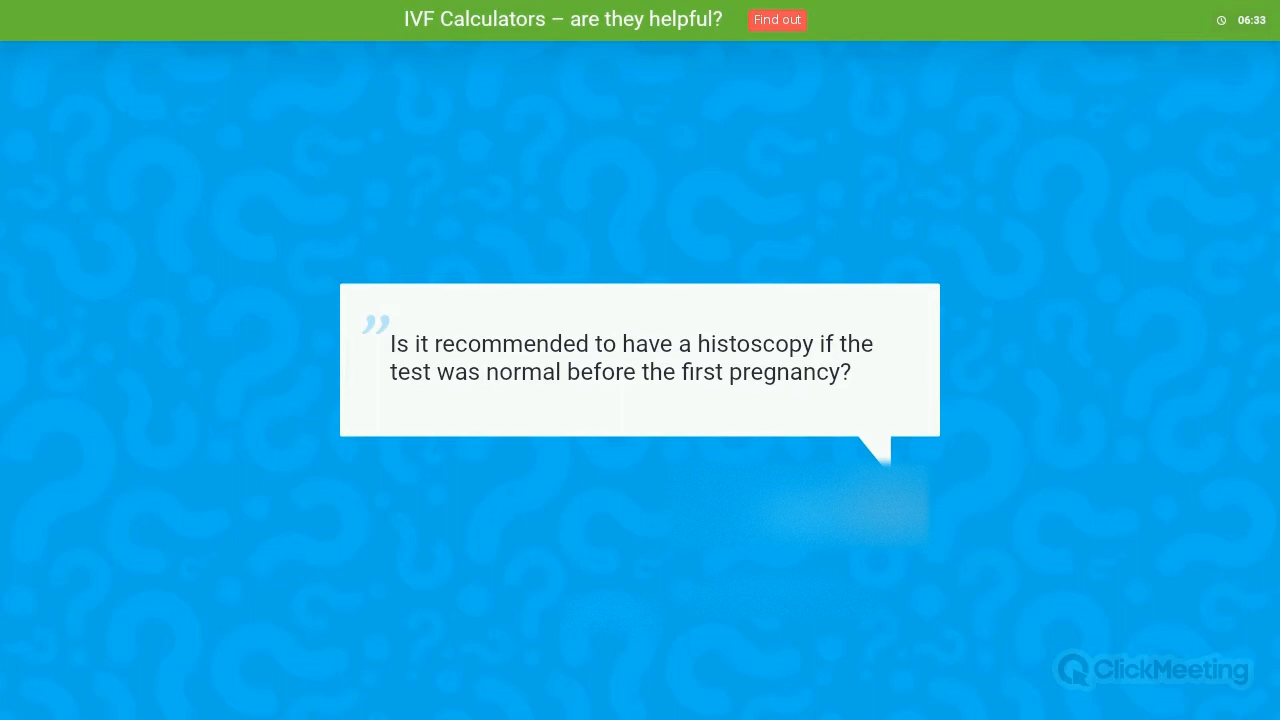 IVF Calculators – are they helpful? Find out 06:33
” Is it recommended to have a histoscopy if the
test was normal before the first pregnancy?
ClickMeeting